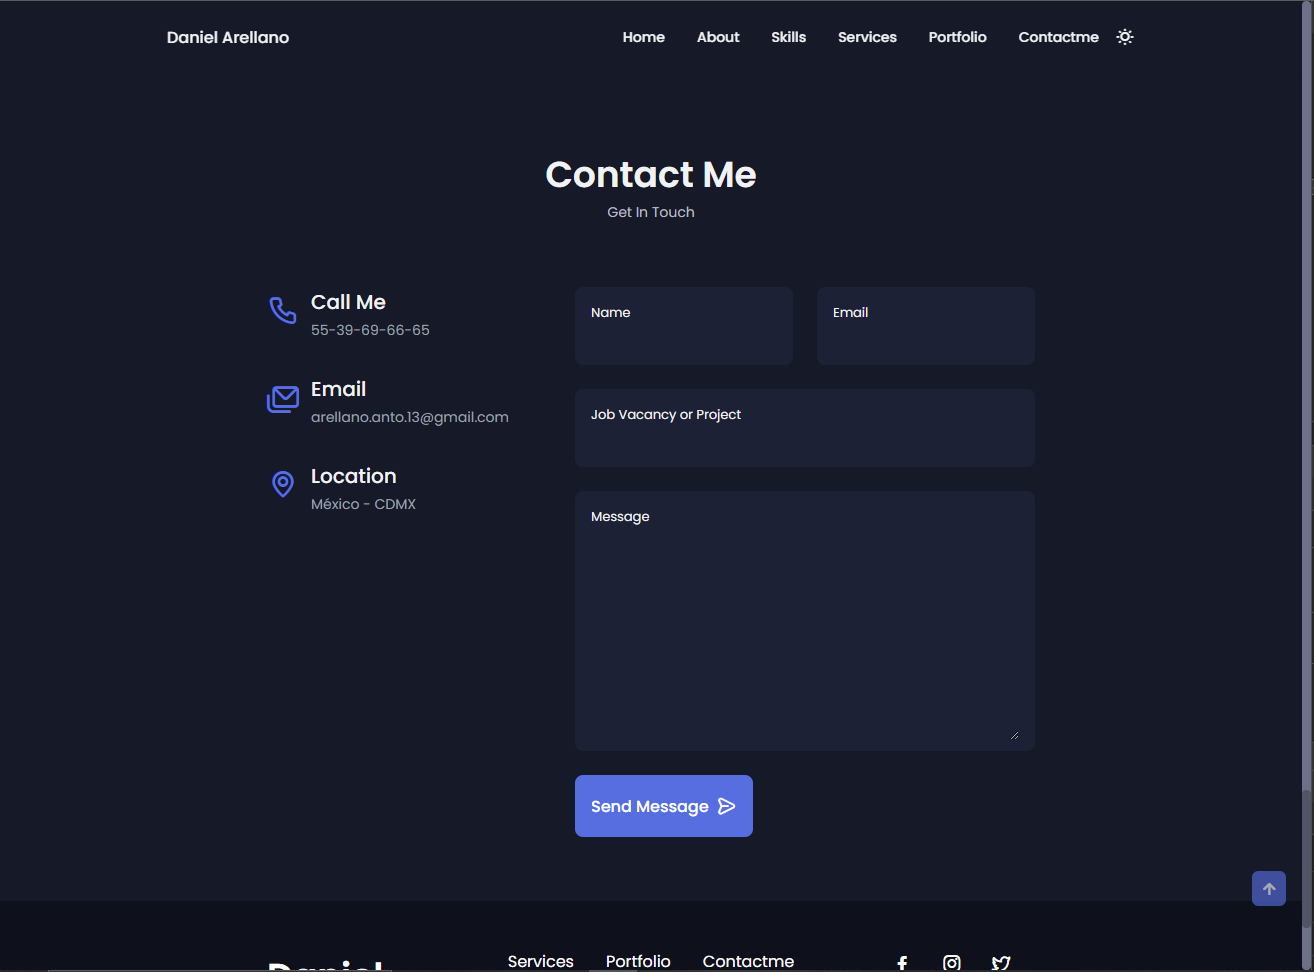 Daniel Arellano
Home About Skills Services Portfolio Contactme
Contact Me
Get In Touch
Call Me
55-39-69-66-65
Email
arellano.anto.13@gmail.com
Location
México - CDMX
Name
Email
Job Vacancy or Project
Message
Send Message
Daniel
Services Portfolio Contactme